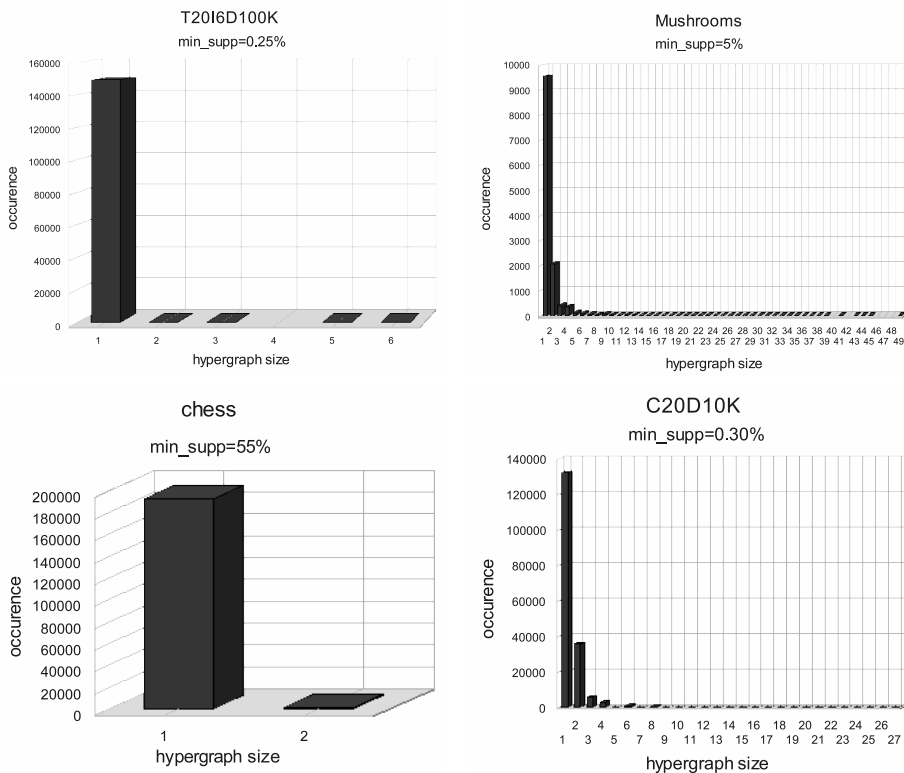 T20I6D100K
min_supp=0.25%
160000
140000
120000
100000
80000
60000
40000
20000
0
occurence
1 2 3 4 5 6
hypergraph size
Mushrooms
min_supp=5%
10000
9000
8000
7000
6000
5000
4000
3000
2000
1000
0
occurence
2 4 6 8 10 12 14 16 18 20 22 24 26 28 30 32 34 36 38 40 42 44 46 48
1 3 5 7 9 11 13 15 17 19 21 23 25 27 29 31 33 35 37 39 41 43 45 47 49
hypergraph size
chess
min_supp=55%
200000
180000
160000
140000
120000
100000
80000
60000
40000
20000
0
occurence
1 2
hypergraph size
C20D10K
min_supp=0.30%
140000
120000
100000
80000
60000
40000
20000
0
occurence
2 4 6 8 10 12 14 16 18 20 22 24 26
1 3 5 7 9 11 13 15 17 19 21 23 25 27
hypergraph size